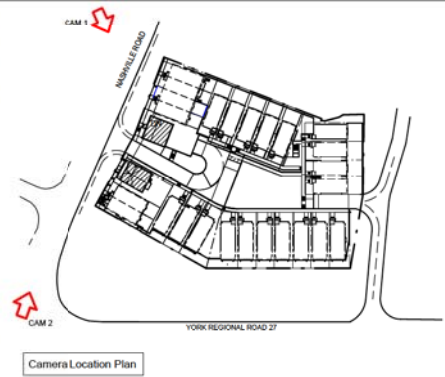 CAM 1
NASHVILLE ROAD
CAM 2
YORK REGIONAL ROAD 27
Camera Location Plan